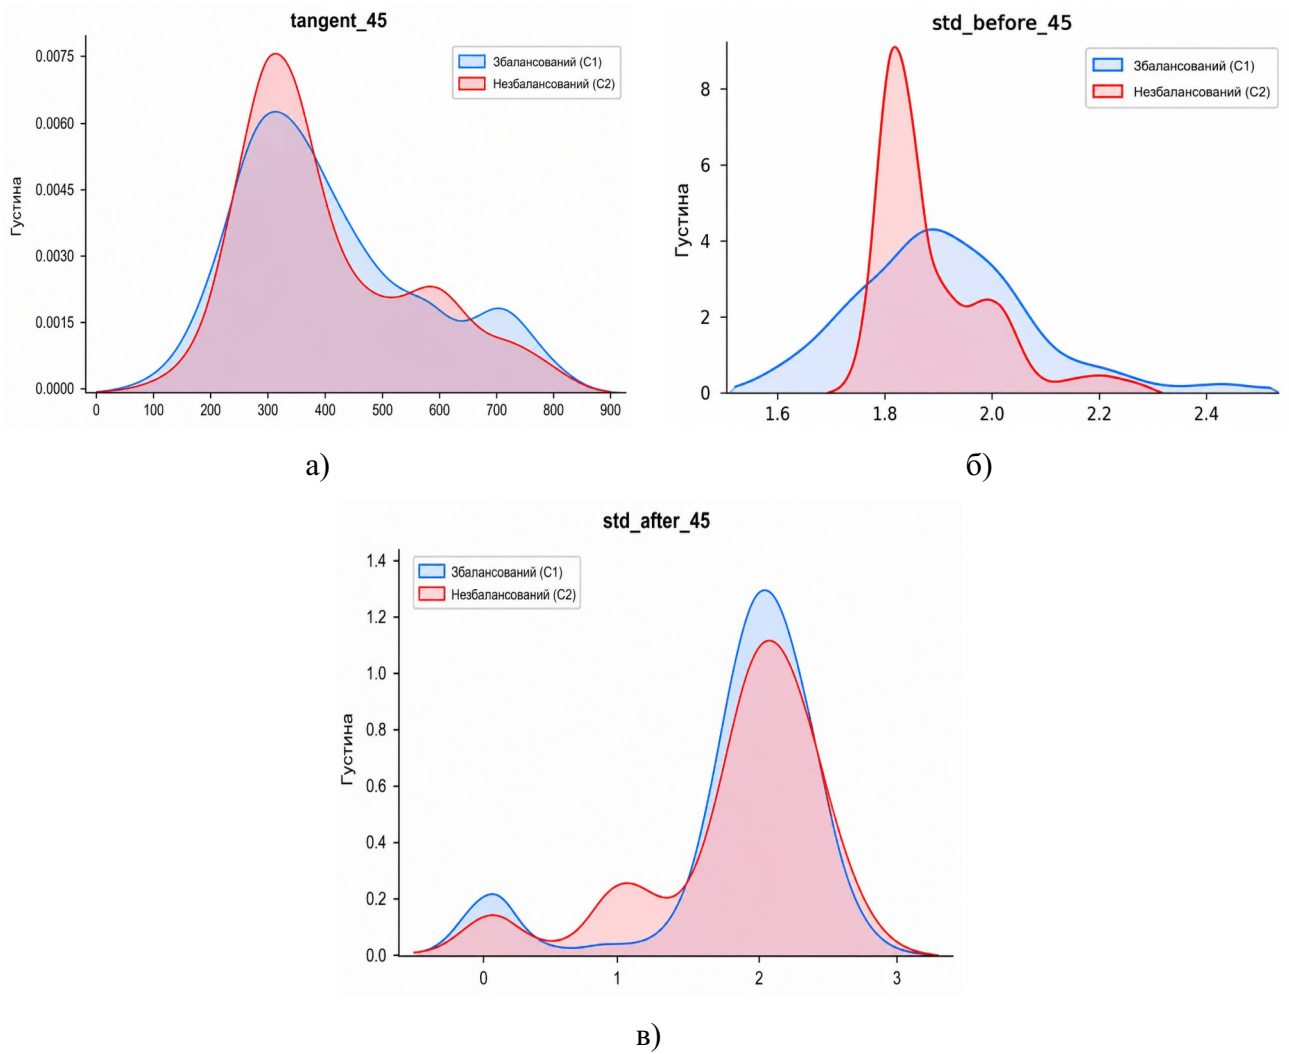 tangent_45
Густина
0.0075
0.0060
0.0045
0.0030
0.0015
0.0000
0 100 200 300 400 500 600 700 800 900
Збалансований (C1)
Незбалансований (C2)
а)
std_before_45
Густина
8
6
4
2
0
1.6 1.8 2.0 2.2 2.4
Збалансований (C1)
Незбалансований (C2)
б)
std_after_45
Густина
1.4
1.2
1.0
0.8
0.6
0.4
0.2
0.0
0 1 2 3
Збалансований (C1)
Незбалансований (C2)
в)